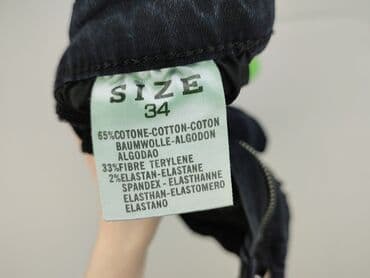 SIZE
34
65%COTONE-COTTON-COTON
BAUMWOLLE-ALGODON
ALGODAO
33%FIBRE TERYLENE
2%ELASTAN-ELASTANE
SPANDEX-ELASTHANNE
ELASTHAN-ELASTOMERO
ELASTANO